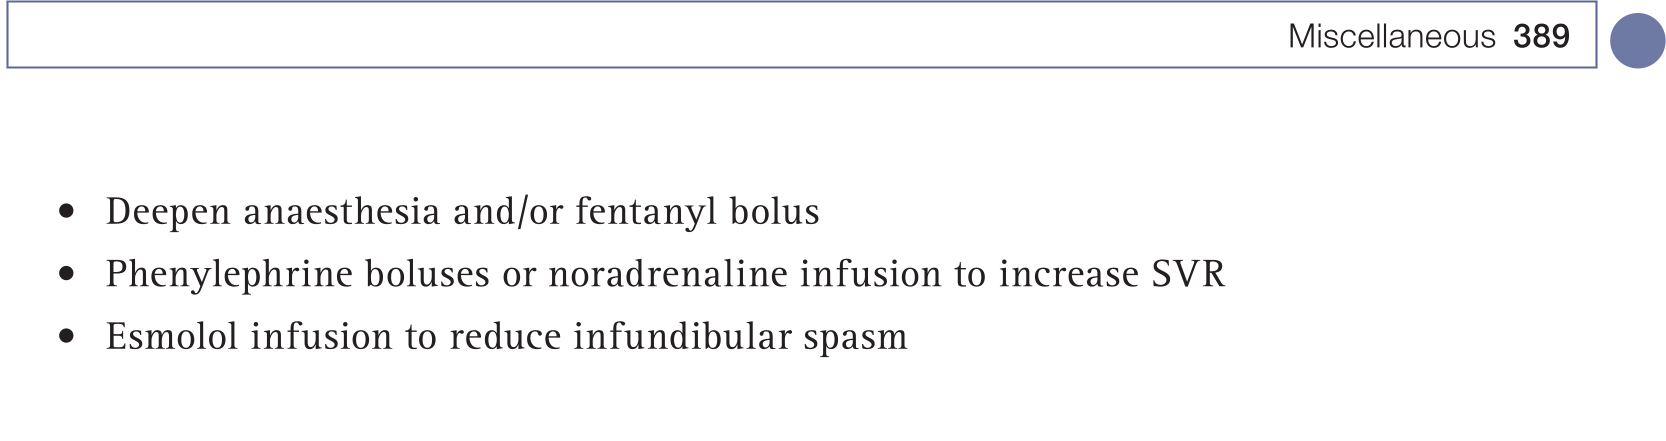 Miscellaneous 389
• Deepen anaesthesia and/or fentanyl bolus
• Phenylephrine boluses or noradrenaline infusion to increase SVR
• Esmolol infusion to reduce infundibular spasm